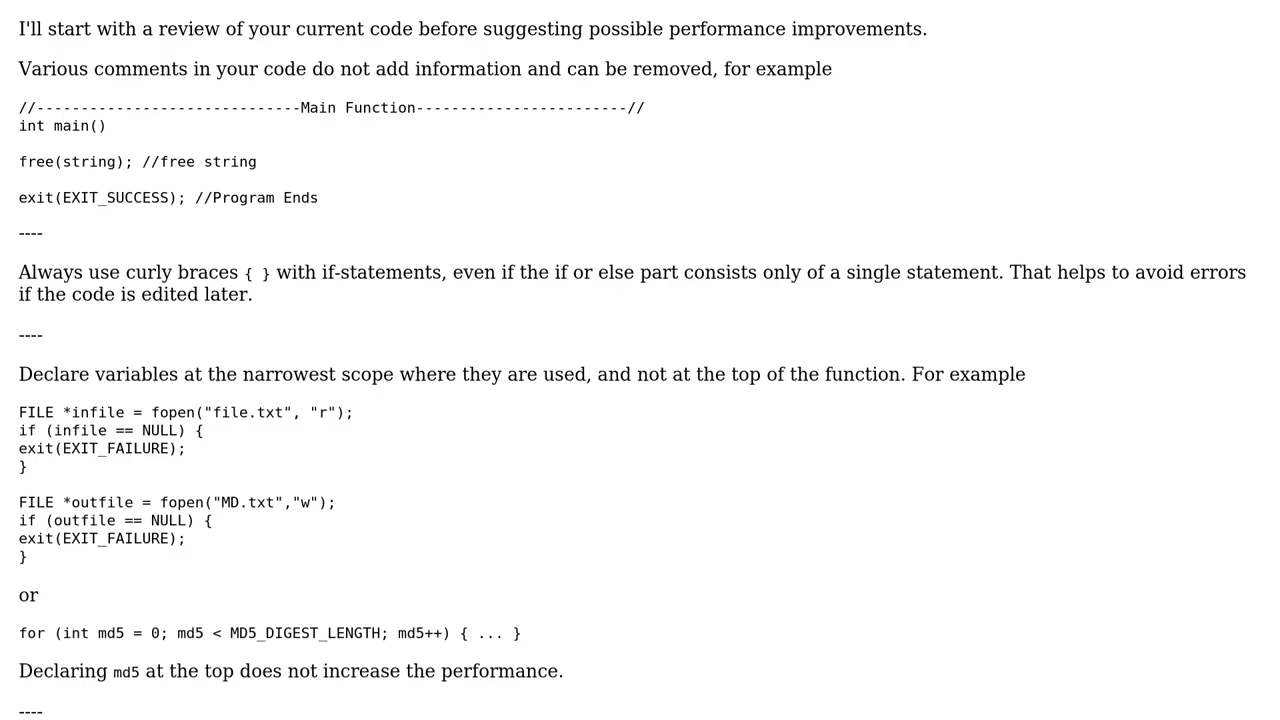 I'll start with a review of your current code before suggesting possible performance improvements.
Various comments in your code do not add information and can be removed, for example
//------------------------------Main Function------------------------//
int main()
free(string); //free string
exit(EXIT_SUCCESS); //Program Ends
----
Always use curly braces { } with if-statements, even if the if or else part consists only of a single statement. That helps to avoid errors
if the code is edited later.
----
Declare variables at the narrowest scope where they are used, and not at the top of the function. For example
FILE *infile = fopen("file.txt", "r");
if (infile == NULL) {
exit(EXIT_FAILURE);
}
FILE *outfile = fopen("MD.txt","w");
if (outfile == NULL) {
exit(EXIT_FAILURE);
}
or
for (int md5 = 0; md5 < MD5_DIGEST_LENGTH; md5++) { ... }
Declaring md5 at the top does not increase the performance.
----